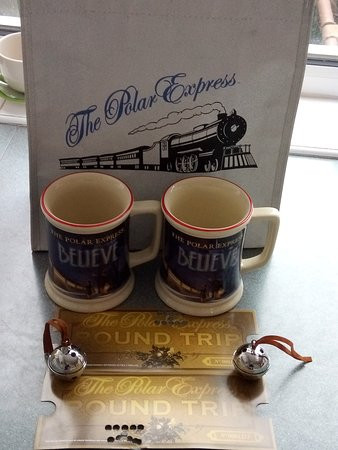 The Polar Express
THE POLAR EXPRESS
BELIEVE
THE POLAR EXPRESS
BELIEVE
The Polar Express
ROUND TRIP
The Polar Express
ROUND TRIP